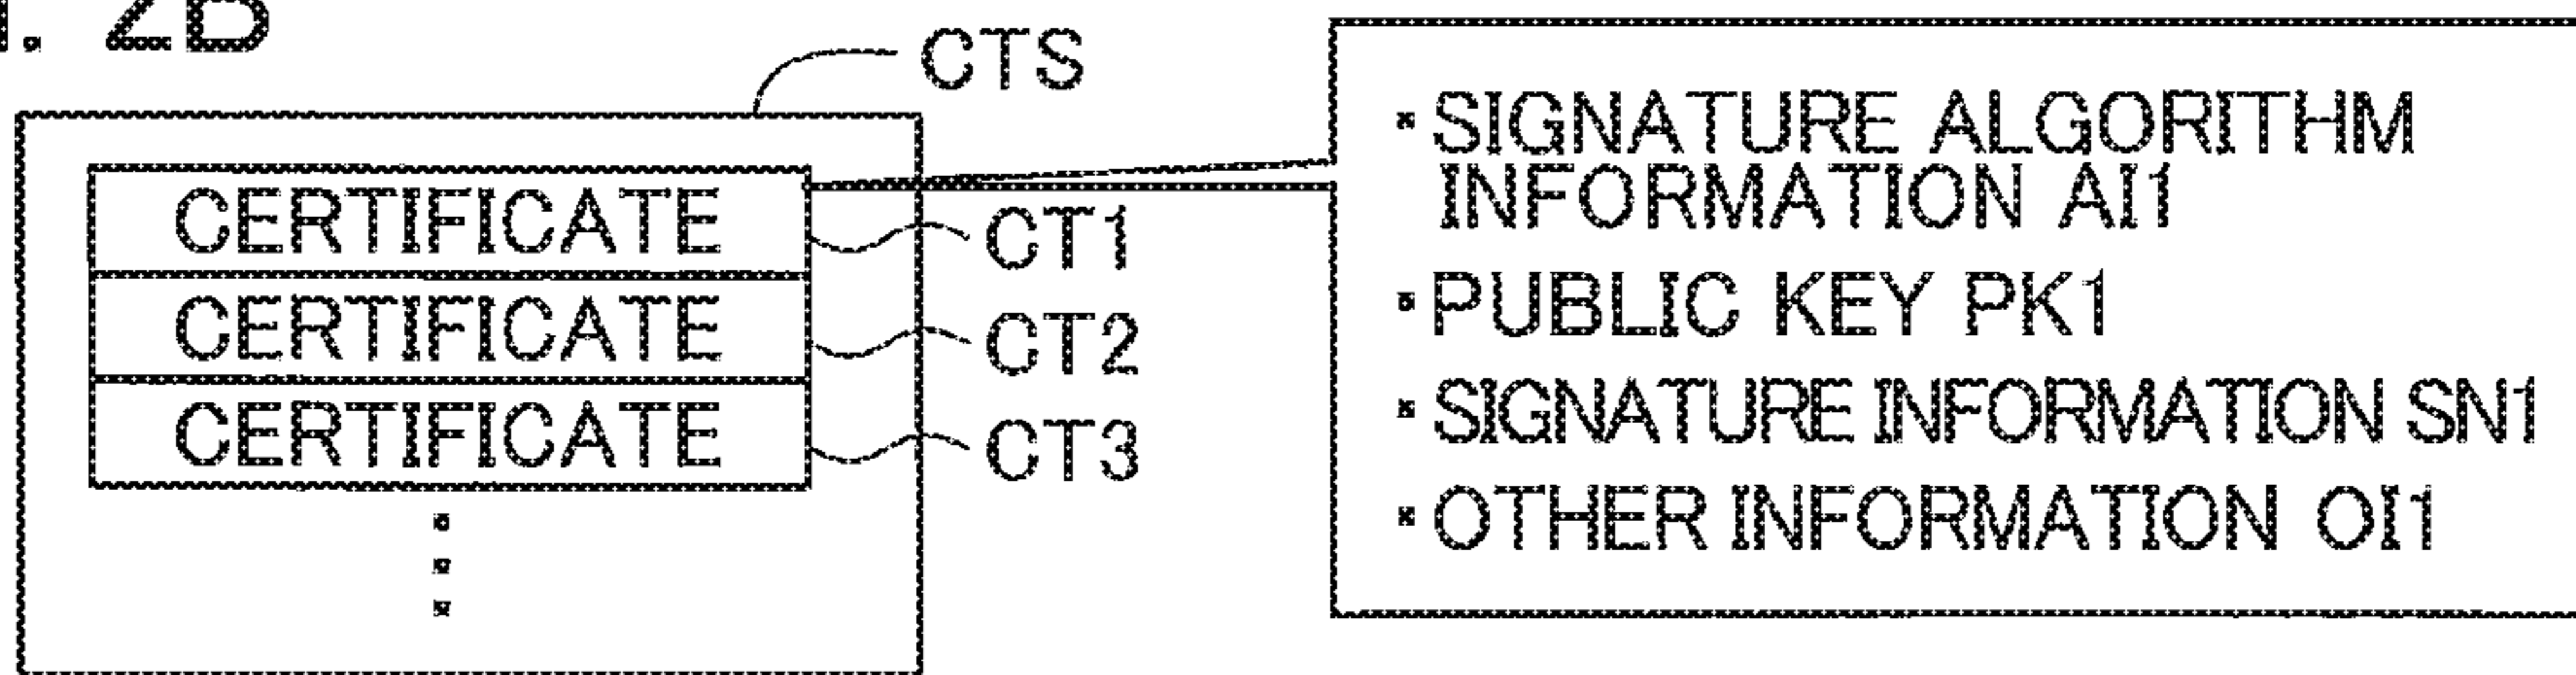 . 2B
CTS
CERTIFICATE
CT1
CERTIFICATE
CT2
CERTIFICATE
CT3
・SIGNATURE ALGORITHM
INFORMATION AI1
・PUBLIC KEY PK1
・SIGNATURE INFORMATION SN1
・OTHER INFORMATION OI1